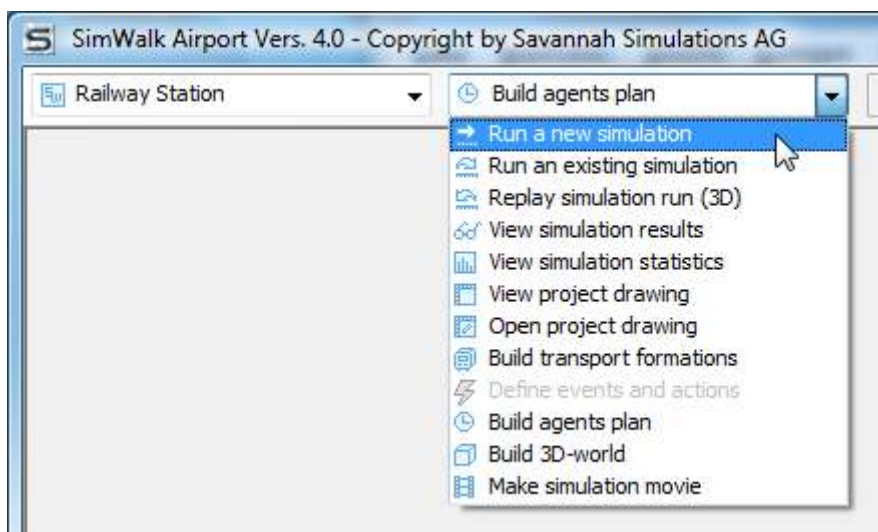 SimWalk Airport Vers. 4.0 - Copyright by Savannah Simulations AG
Railway Station
Build agents plan
Run a new simulation
Run an existing simulation
Replay simulation run (3D)
View simulation results
View simulation statistics
View project drawing
Open project drawing
Build transport formations
Define events and actions
Build agents plan
Build 3D-world
Make simulation movie